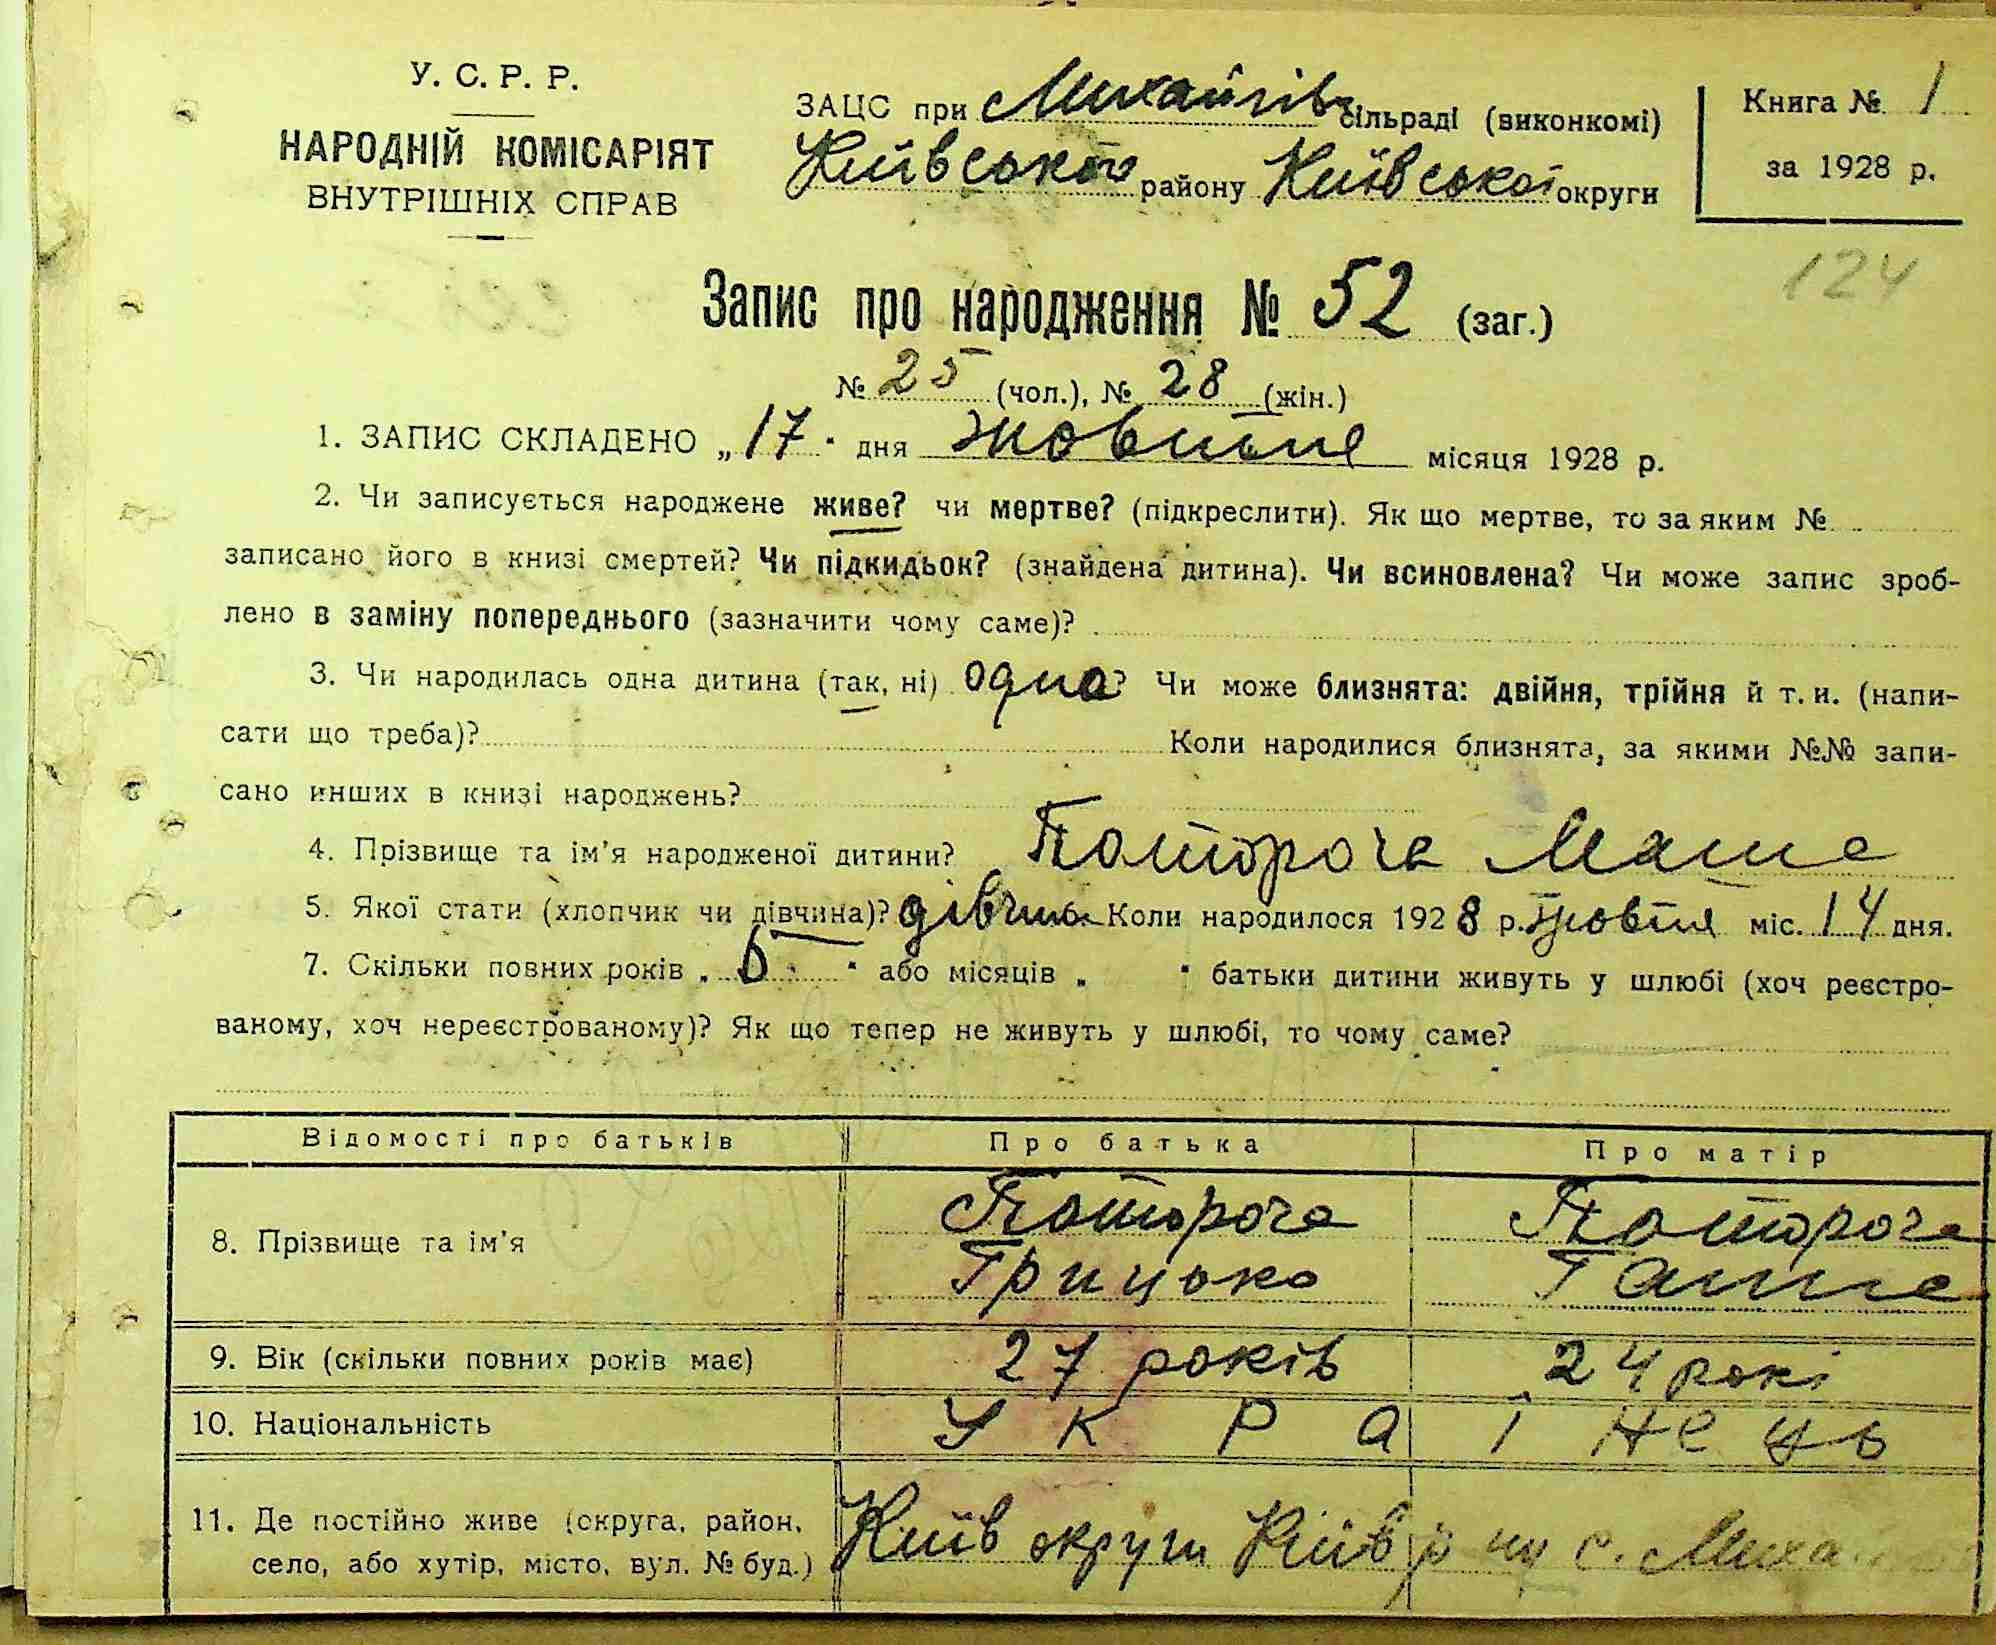 У. С. Р. Р.
НАРОДНІЙ КОМІСАРІЯТ
ВНУТРІШНІХ СПРАВ
ЗАЦС при Михайлів сільраді (виконкомі)
Київського району Київської округи
Книга № 1
за 1928 р.
124
Запис про народження № 52 (заг.)
№ 25 (чол.), № 28 (жін.)
1. ЗАПИС СКЛАДЕНО „17" дня жовтня місяця 1928 р.
2. Чи записується народжене живе? чи мертве? (підкреслити). Як що мертве, то за яким №
записано його в книзі смертей? Чи підкидьок? (знайдена дитина). Чи всиновлена? Чи може запис зроб-
лено в заміну попереднього (зазначити чому саме)?
3. Чи народилась одна дитина (так, ні) одна? Чи може близнята: двійня, трійня й т. и. (напи-
сати що треба)? Коли народилися близнята, за якими №№ запи-
сано инших в книзі народжень?
4. Прізвище та ім'я народженої дитини? Потороча
5. Якої стати (хлопчик чи дівчина)? дівчина Коли народилося 1928 р. жовтня міс. 14 дня.
7. Скільки повних років „ " або місяців „ " батьки дитини живуть у шлюбі (хоч реєстро-
ваному, хоч нереєстрованому)? Як що тепер не живуть у шлюбі, то чому саме?
Відомості про батьків Про батька Про матір
8. Прізвище та ім'я Потороча Потороча
Грицько Ганна
9. Вік (скільки повних років має) 27 років 24 рокі
10. Національність Украінець
11. Де постійно живе (округа, район, Київ округи Київ р ну с.
село, або хутір, місто, вул. № буд.)